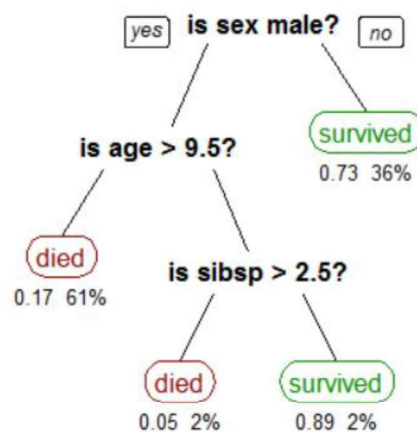 yes is sex male? no
is age > 9.5?
survived
0.73 36%
died
0.17 61%
is sibsp > 2.5?
died
0.05 2%
survived
0.89 2%